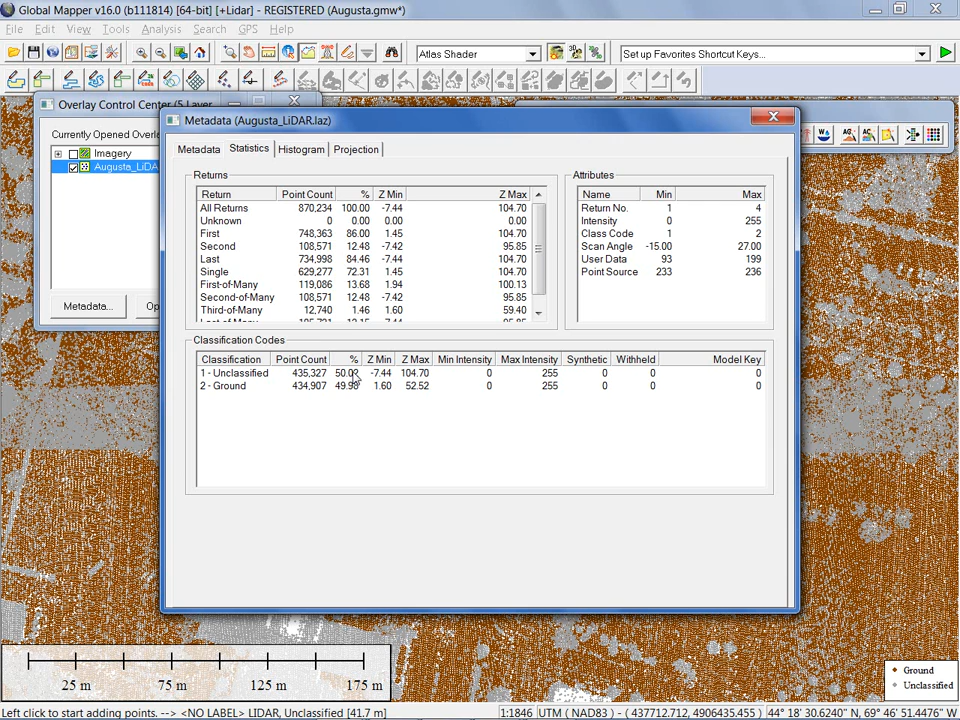 Global Mapper v16.0 (b111814) [64-bit] [+Lidar] - REGISTERED (Augusta.gmw*)
File Edit View Tools Analysis Search GPS Help
Atlas Shader Set up Favorites Shortcut Keys...
Overlay Control Center (5 Layer
Currently Opened Overla
Imagery
Augusta_LiDA
Metadata... Op
Metadata (Augusta_LiDAR.laz)
Metadata Statistics Histogram Projection
Returns
Return Point Count % Z Min Z Max
All Returns 870,234 100.00 -7.44 104.70
Unknown 0 0.00 0.00 0.00
First 748,363 86.00 1.45 104.70
Second 108,571 12.48 -7.42 95.85
Last 734,998 84.46 -7.44 104.70
Single 629,277 72.31 1.45 104.70
First-of-Many 119,086 13.68 1.94 100.13
Second-of-Many 108,571 12.48 -7.42 95.85
Third-of-Many 12,740 1.46 1.60 59.40
Attributes
Name Min Max
Return No. 1 4
Intensity 0 255
Class Code 1 2
Scan Angle -15.00 27.00
User Data 93 199
Point Source 233 236
Classification Codes
Classification Point Count % Z Min Z Max Min Intensity Max Intensity Synthetic Withheld Model Key
1 - Unclassified 435,327 -7.44 104.70 0 255 0 0 0
2 - Ground 434,907 49.98 1.60 52.52 0 255 0 0 0
25 m 75 m 125 m 175 m
Ground
Unclassified
Left click to start adding points. --> <NO LABEL> LIDAR, Unclassified [41.7 m] 1:1846 UTM ( NAD83 ) - ( 437712.712, 4906435.455 ) 44° 18' 30.6240" N, 69° 46' 51.4476" W